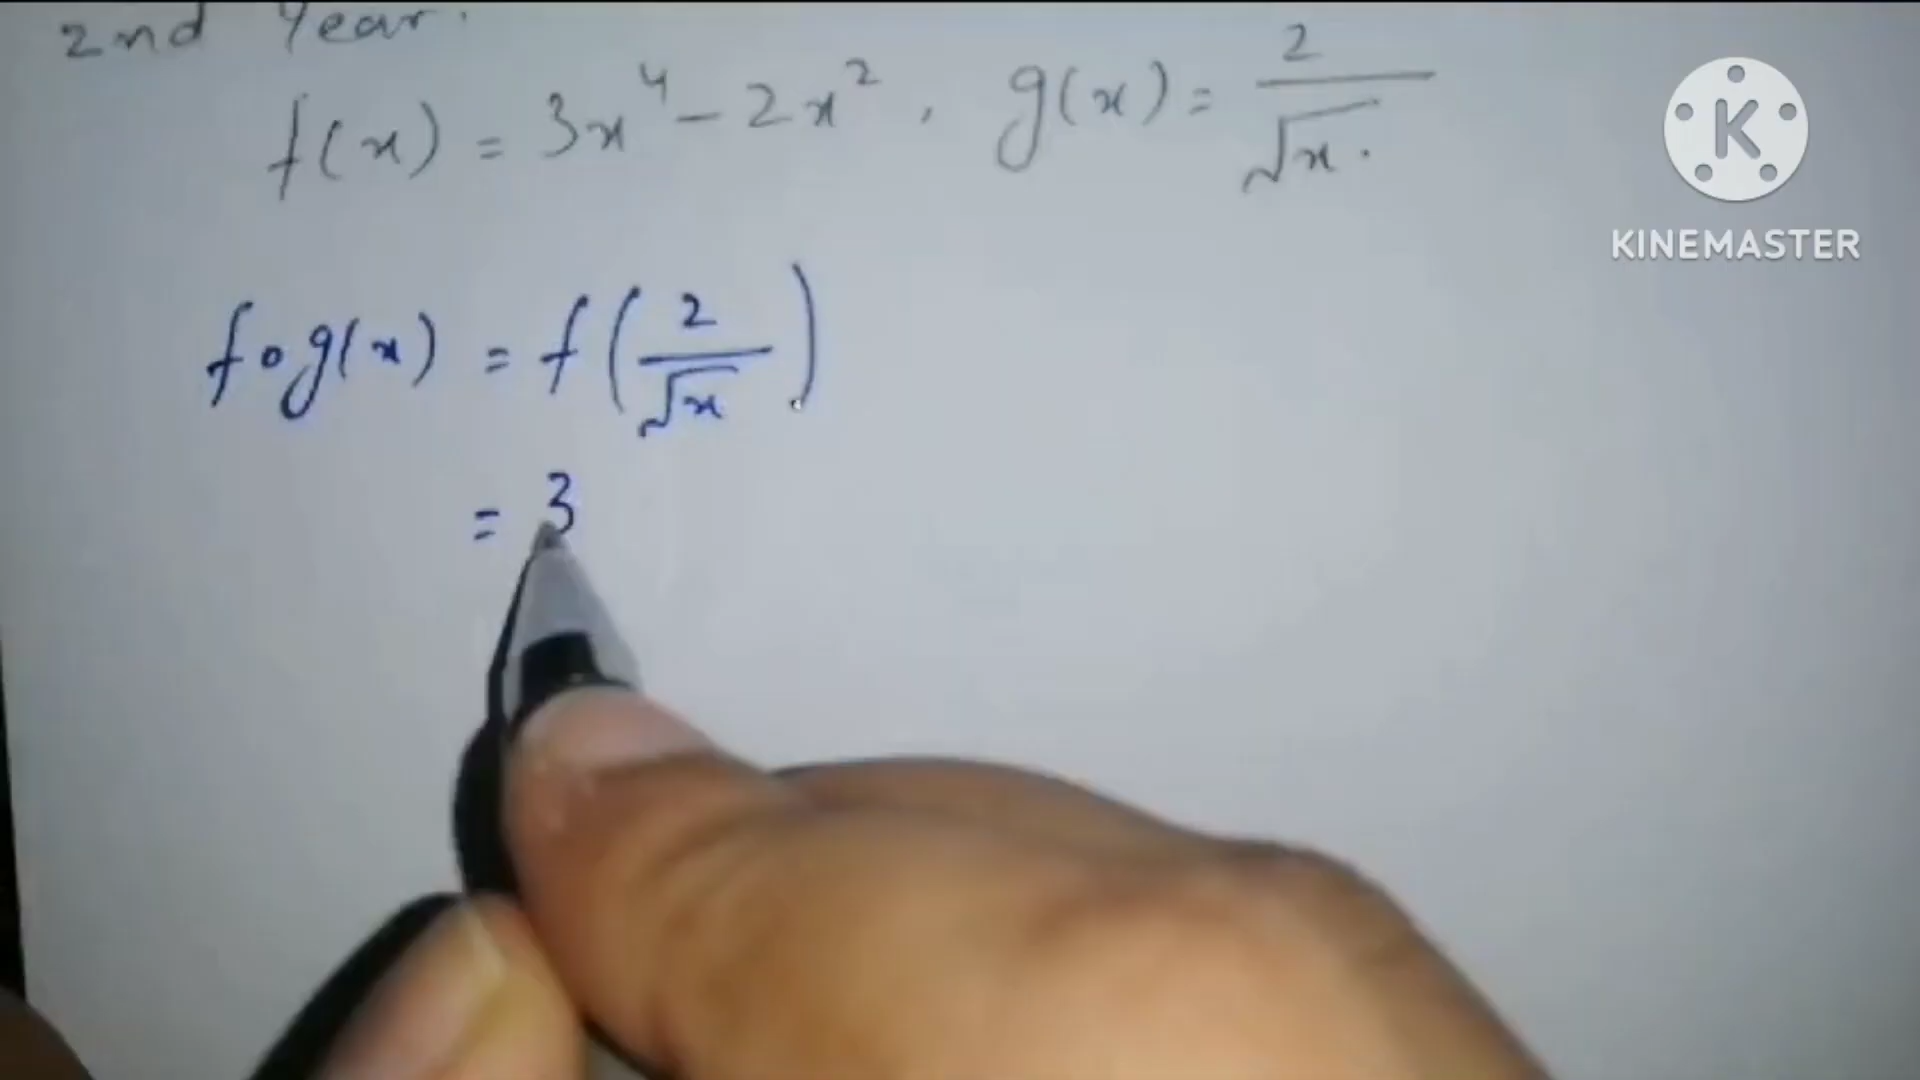 2nd Year.
f(x) = 3x⁴ - 2x², g(x) = 2/√x.
K
KINEMASTER
fog(x) = f(2/√x)
= 3